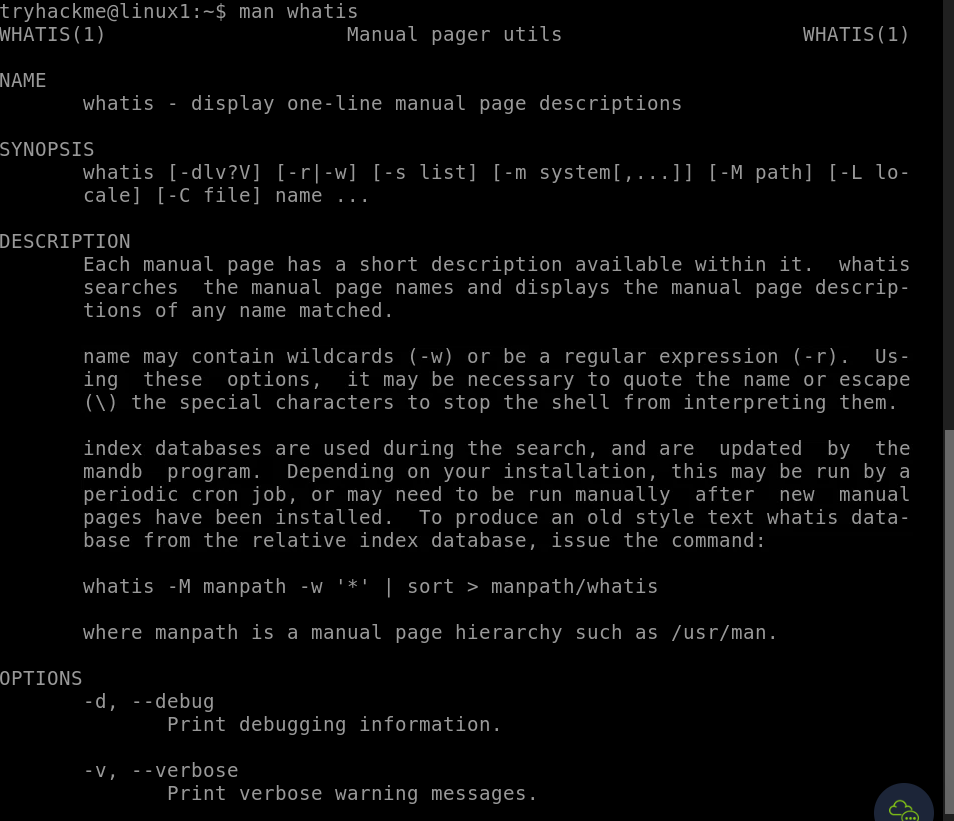 tryhackme@linux1:~$ man whatis
WHATIS(1)                    Manual pager utils                    WHATIS(1)

NAME
       whatis - display one-line manual page descriptions

SYNOPSIS
       whatis [-dlv?V] [-r|-w] [-s list] [-m system[,...]] [-M path] [-L lo-
       cale] [-C file] name ...

DESCRIPTION
       Each manual page has a short description available within it.  whatis
       searches  the manual page names and displays the manual page descrip-
       tions of any name matched.

       name may contain wildcards (-w) or be a regular expression (-r).  Us-
       ing  these  options,  it may be necessary to quote the name or escape
       (\) the special characters to stop the shell from interpreting them.

       index databases are used during the search, and are  updated  by  the
       mandb  program.  Depending on your installation, this may be run by a
       periodic cron job, or may need to be run manually  after  new  manual
       pages have been installed.  To produce an old style text whatis data-
       base from the relative index database, issue the command:

       whatis -M manpath -w '*' | sort > manpath/whatis

       where manpath is a manual page hierarchy such as /usr/man.

OPTIONS
       -d, --debug
              Print debugging information.

       -v, --verbose
              Print verbose warning messages.